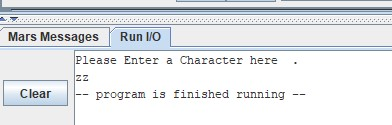 Mars Messages Run I/O
Please Enter a Character here .
zz
Clear
-- program is finished running --